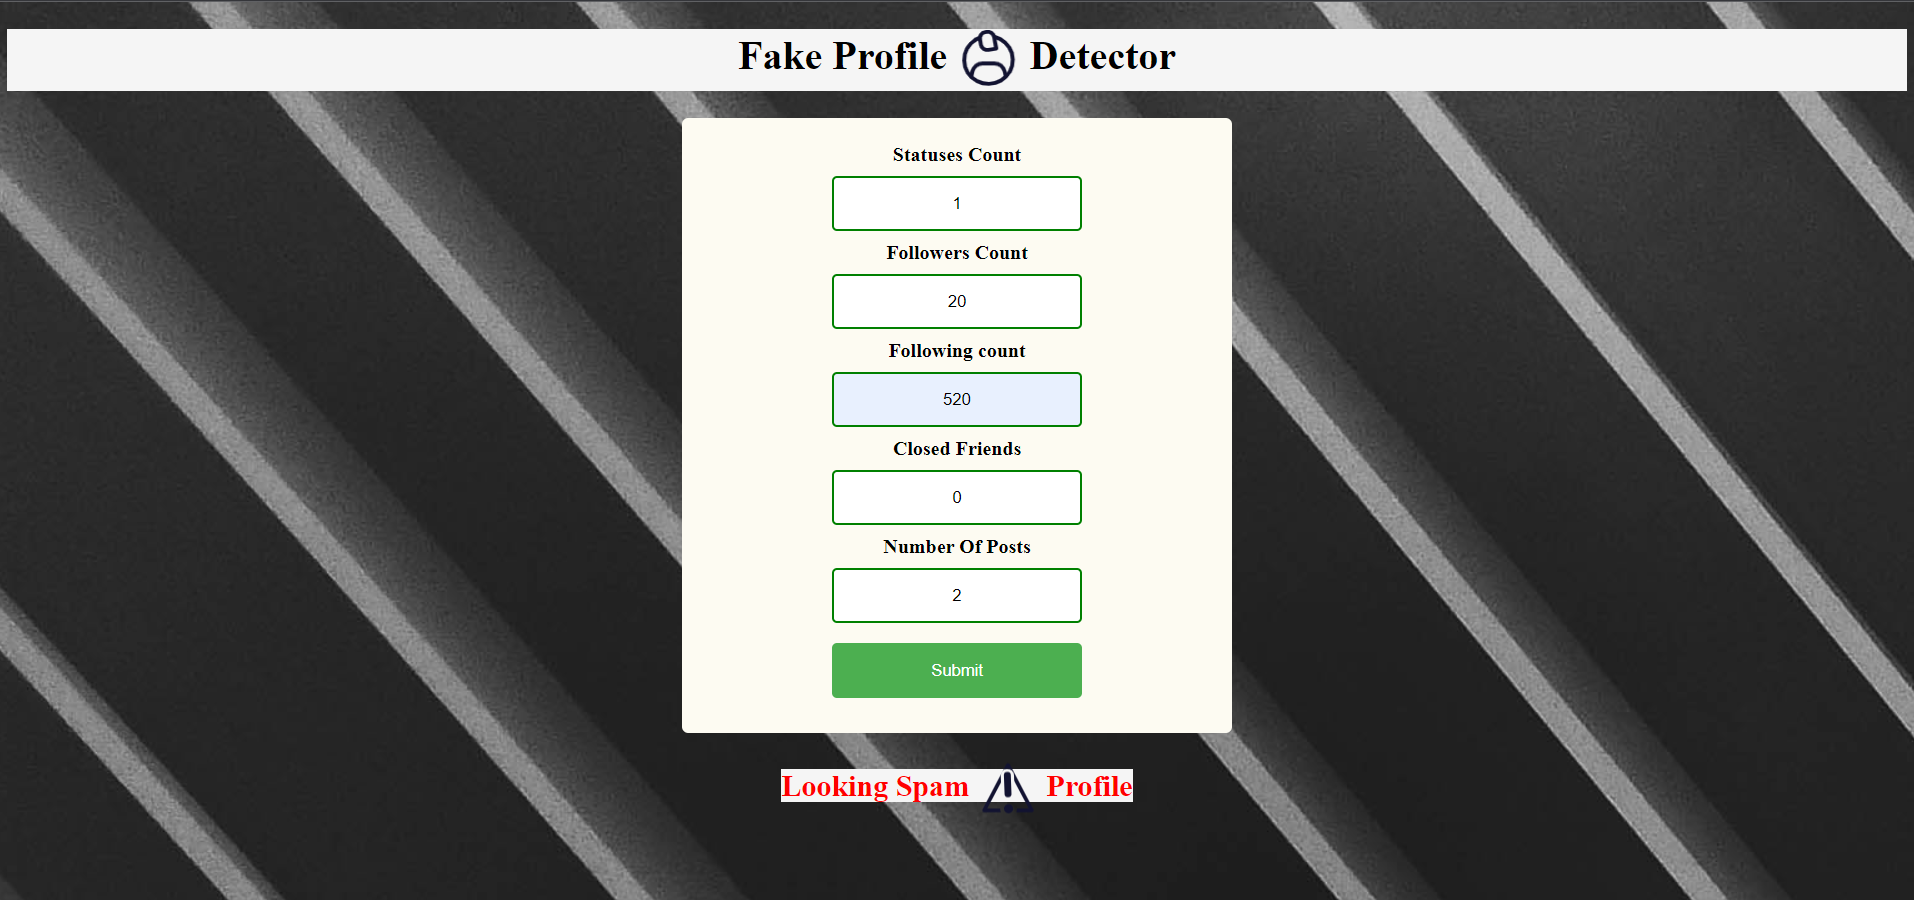 Fake Profile Detector
Statuses Count
1
Followers Count
20
Following count
520
Closed Friends
0
Number Of Posts
2
Submit
Looking Spam Profile